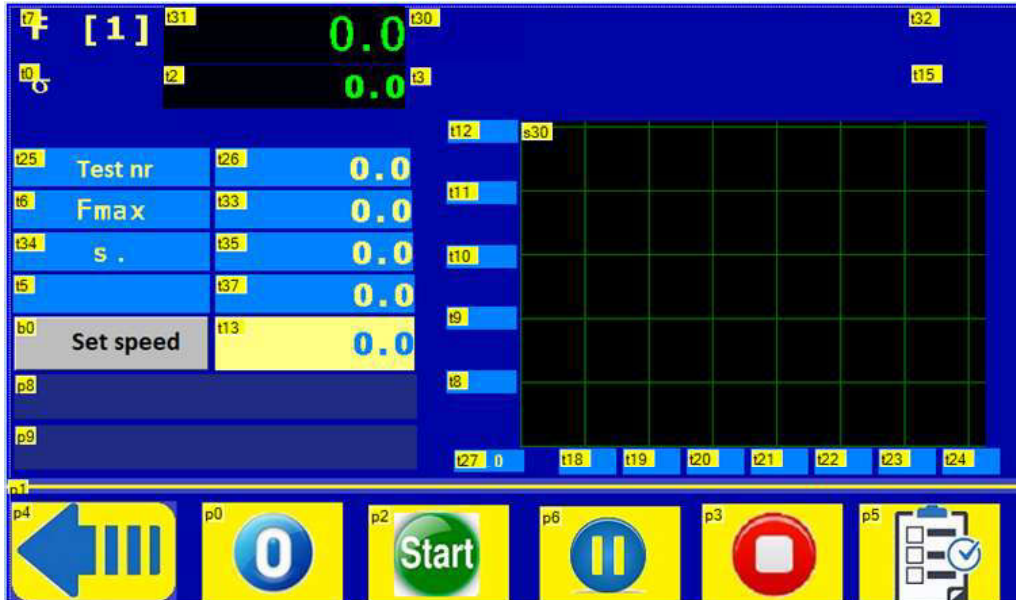 t7 F [1] t31 0.0 t30 t32
t0 σ t2 0.0 t3 t15
t12 s30
t25 Test nr t26 0.0
t11
t6 Fmax t33 0.0
t34 s . t35 0.0 t10
t5 t37 0.0
t9
b0 Set speed t13 0.0
p8 t8
p9
t27 0 t18 t19 t20 t21 t22 t23 t24
p1
p4 p0 0 p2 Start p6 p3 p5